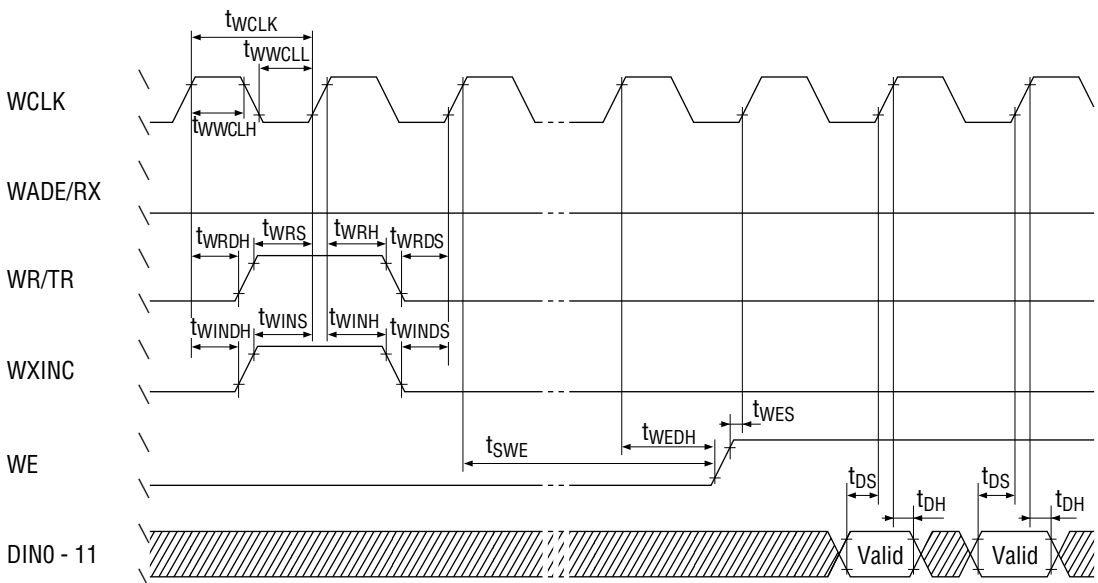 tWCLK
tWWCLL
WCLK
tWWCLH
WADE/RX
tWRDH tWRS tWRH tWRDS
WR/TR
tWINDH tWINS tWINH tWINDS
WXINC
tWES
tSWE tWEDH
WE
tDS tDH tDS tDH
DIN0 - 11 Valid Valid